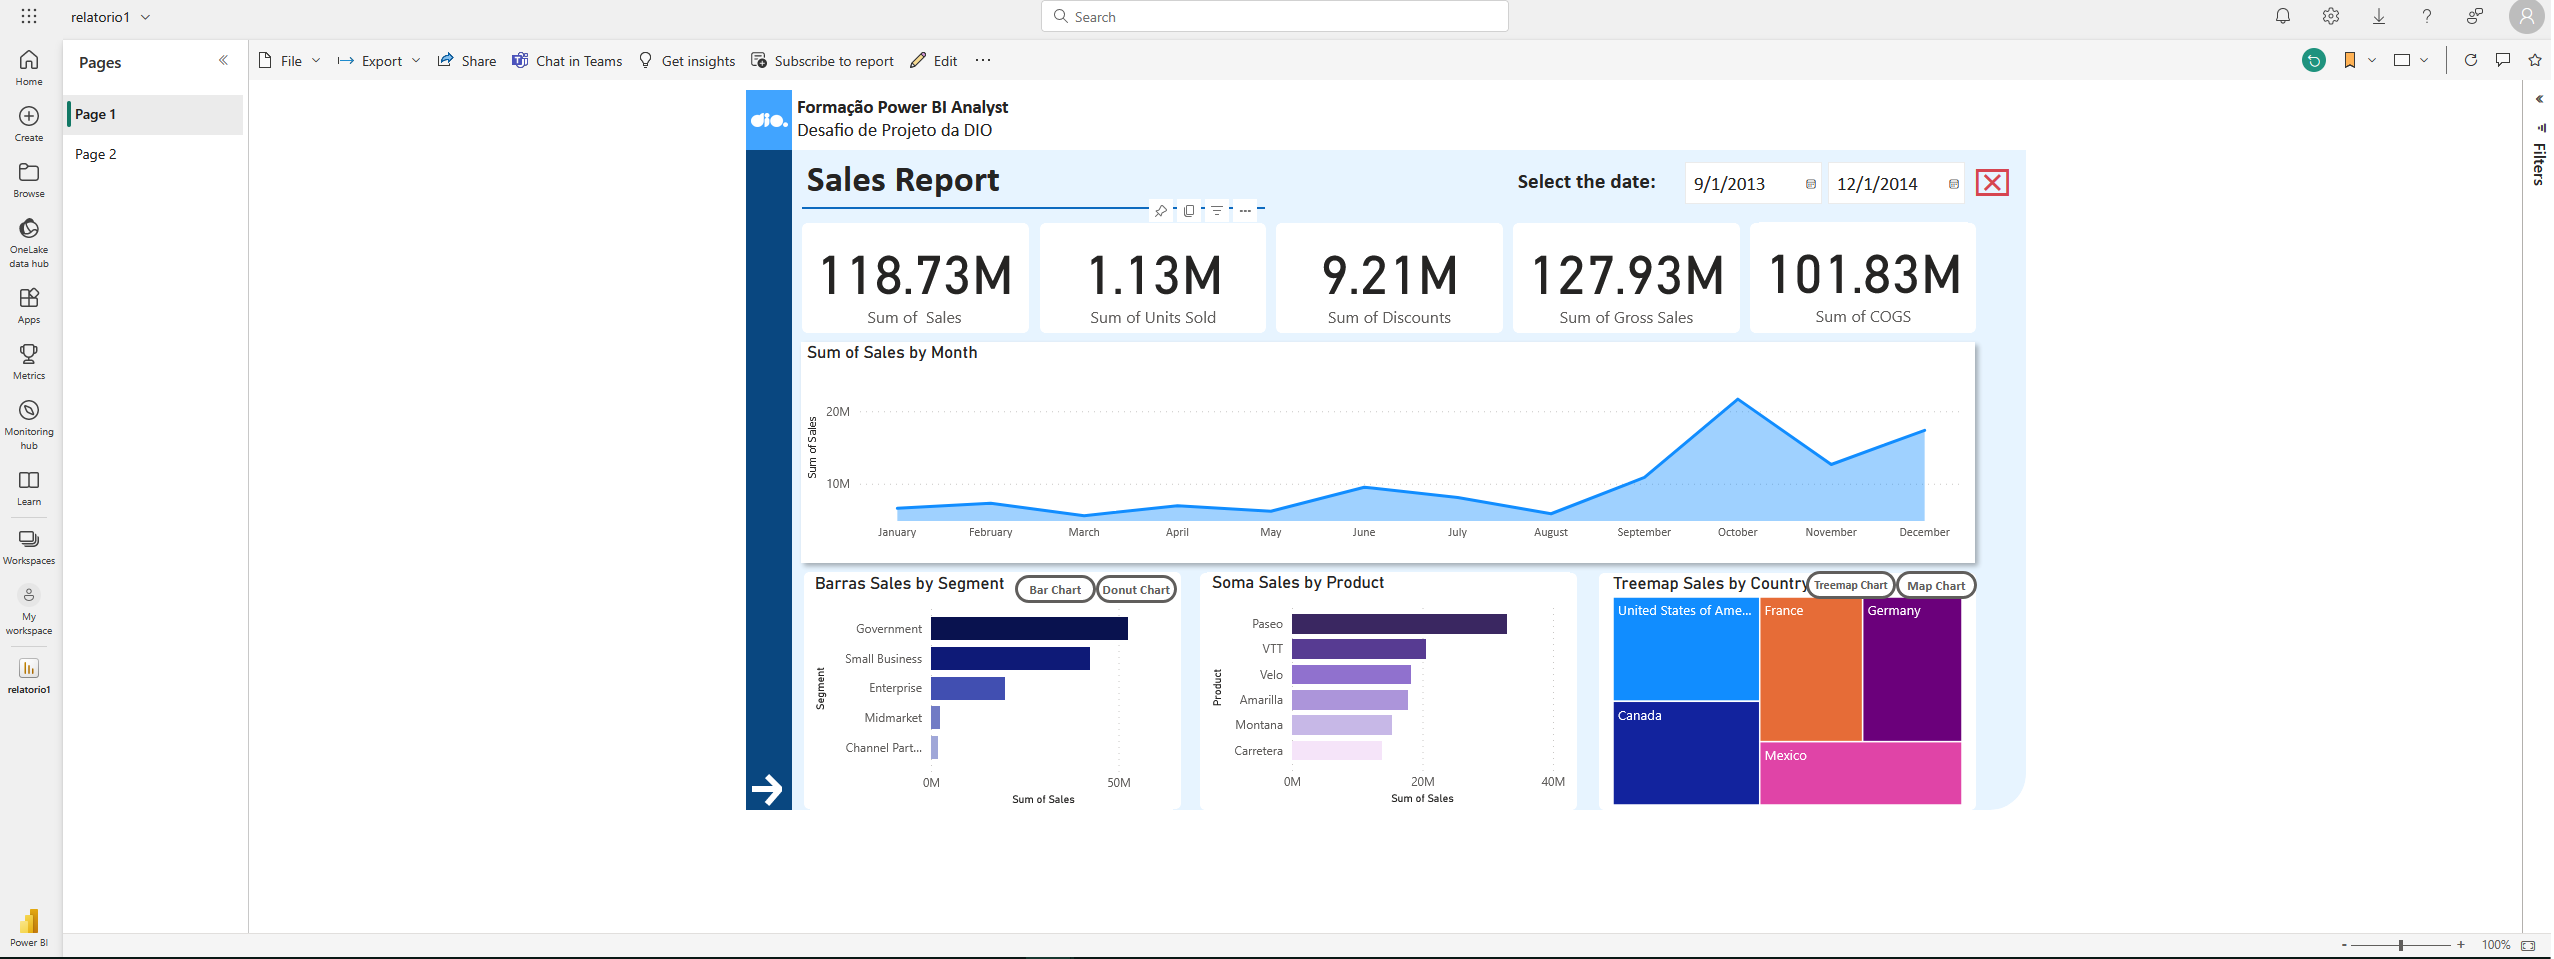 relatorio1
Search
Home
Create
Browse
OneLake
data hub
Apps
Metrics
Monitoring
hub
Learn
Workspaces
My
workspace
relatorio1
Power BI
Pages
Page 1
Page 2
File
Export
Share
Chat in Teams
Get insights
Subscribe to report
Edit
Filters
dio.
Formação Power BI Analyst
Desafio de Projeto da DIO
Sales Report
Select the date:
9/1/2013
12/1/2014
118.73M
Sum of Sales
1.13M
Sum of Units Sold
9.21M
Sum of Discounts
127.93M
Sum of Gross Sales
101.83M
Sum of COGS
Sum of Sales by Month
Sum of Sales
20M
10M
January February March April May June July August September October November December
Barras Sales by Segment
Bar Chart
Donut Chart
Segment
Government
Small Business
Enterprise
Midmarket
Channel Part...
0M 50M
Sum of Sales
Soma Sales by Product
Product
Paseo
VTT
Velo
Amarilla
Montana
Carretera
0M 20M 40M
Sum of Sales
Treemap Sales by Country
Treemap Chart
Map Chart
United States of Ame...
France
Germany
Canada
Mexico
- + 100%